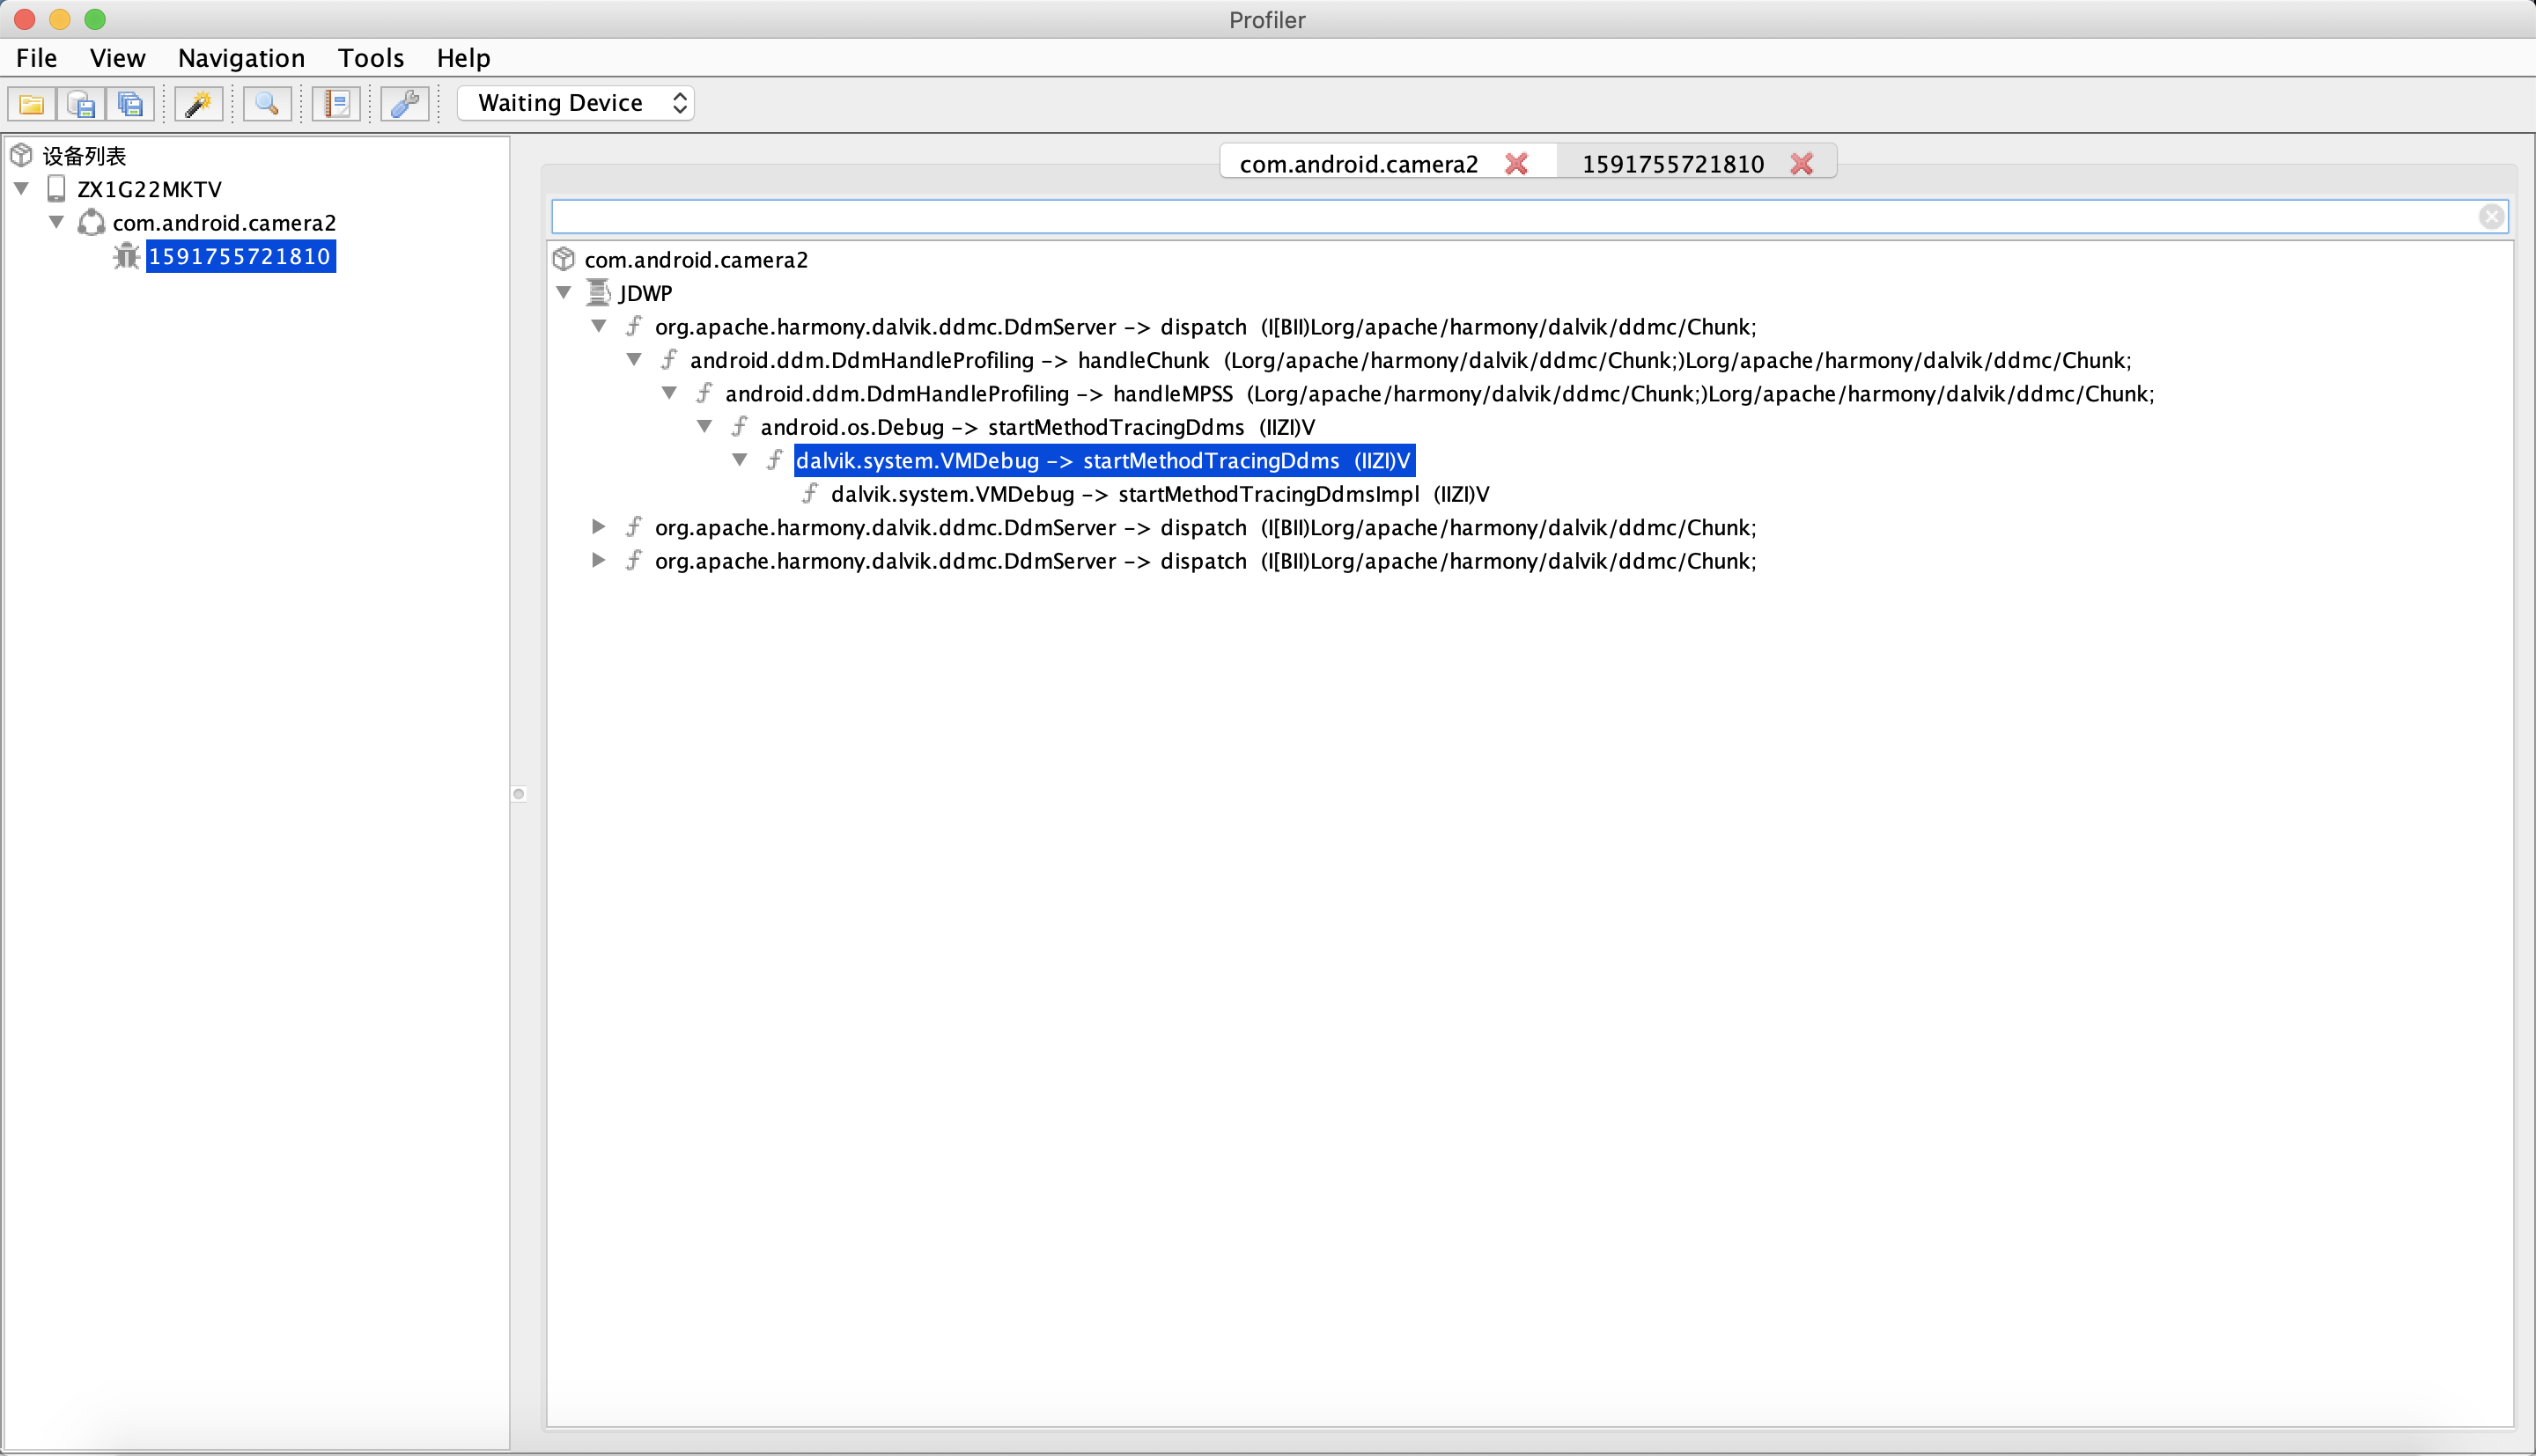 Profiler
File View Navigation Tools Help
Waiting Device
设备列表
ZX1G22MKTV
com.android.camera2
1591755721810
com.android.camera2 1591755721810
com.android.camera2
JDWP
org.apache.harmony.dalvik.ddmc.DdmServer -> dispatch (I[BII)Lorg/apache/harmony/dalvik/ddmc/Chunk;
android.ddm.DdmHandleProfiling -> handleChunk (Lorg/apache/harmony/dalvik/ddmc/Chunk;)Lorg/apache/harmony/dalvik/ddmc/Chunk;
android.ddm.DdmHandleProfiling -> handleMPSS (Lorg/apache/harmony/dalvik/ddmc/Chunk;)Lorg/apache/harmony/dalvik/ddmc/Chunk;
android.os.Debug -> startMethodTracingDdms (IIZI)V
dalvik.system.VMDebug -> startMethodTracingDdms (IIZI)V
dalvik.system.VMDebug -> startMethodTracingDdmsImpl (IIZI)V
org.apache.harmony.dalvik.ddmc.DdmServer -> dispatch (I[BII)Lorg/apache/harmony/dalvik/ddmc/Chunk;
org.apache.harmony.dalvik.ddmc.DdmServer -> dispatch (I[BII)Lorg/apache/harmony/dalvik/ddmc/Chunk;